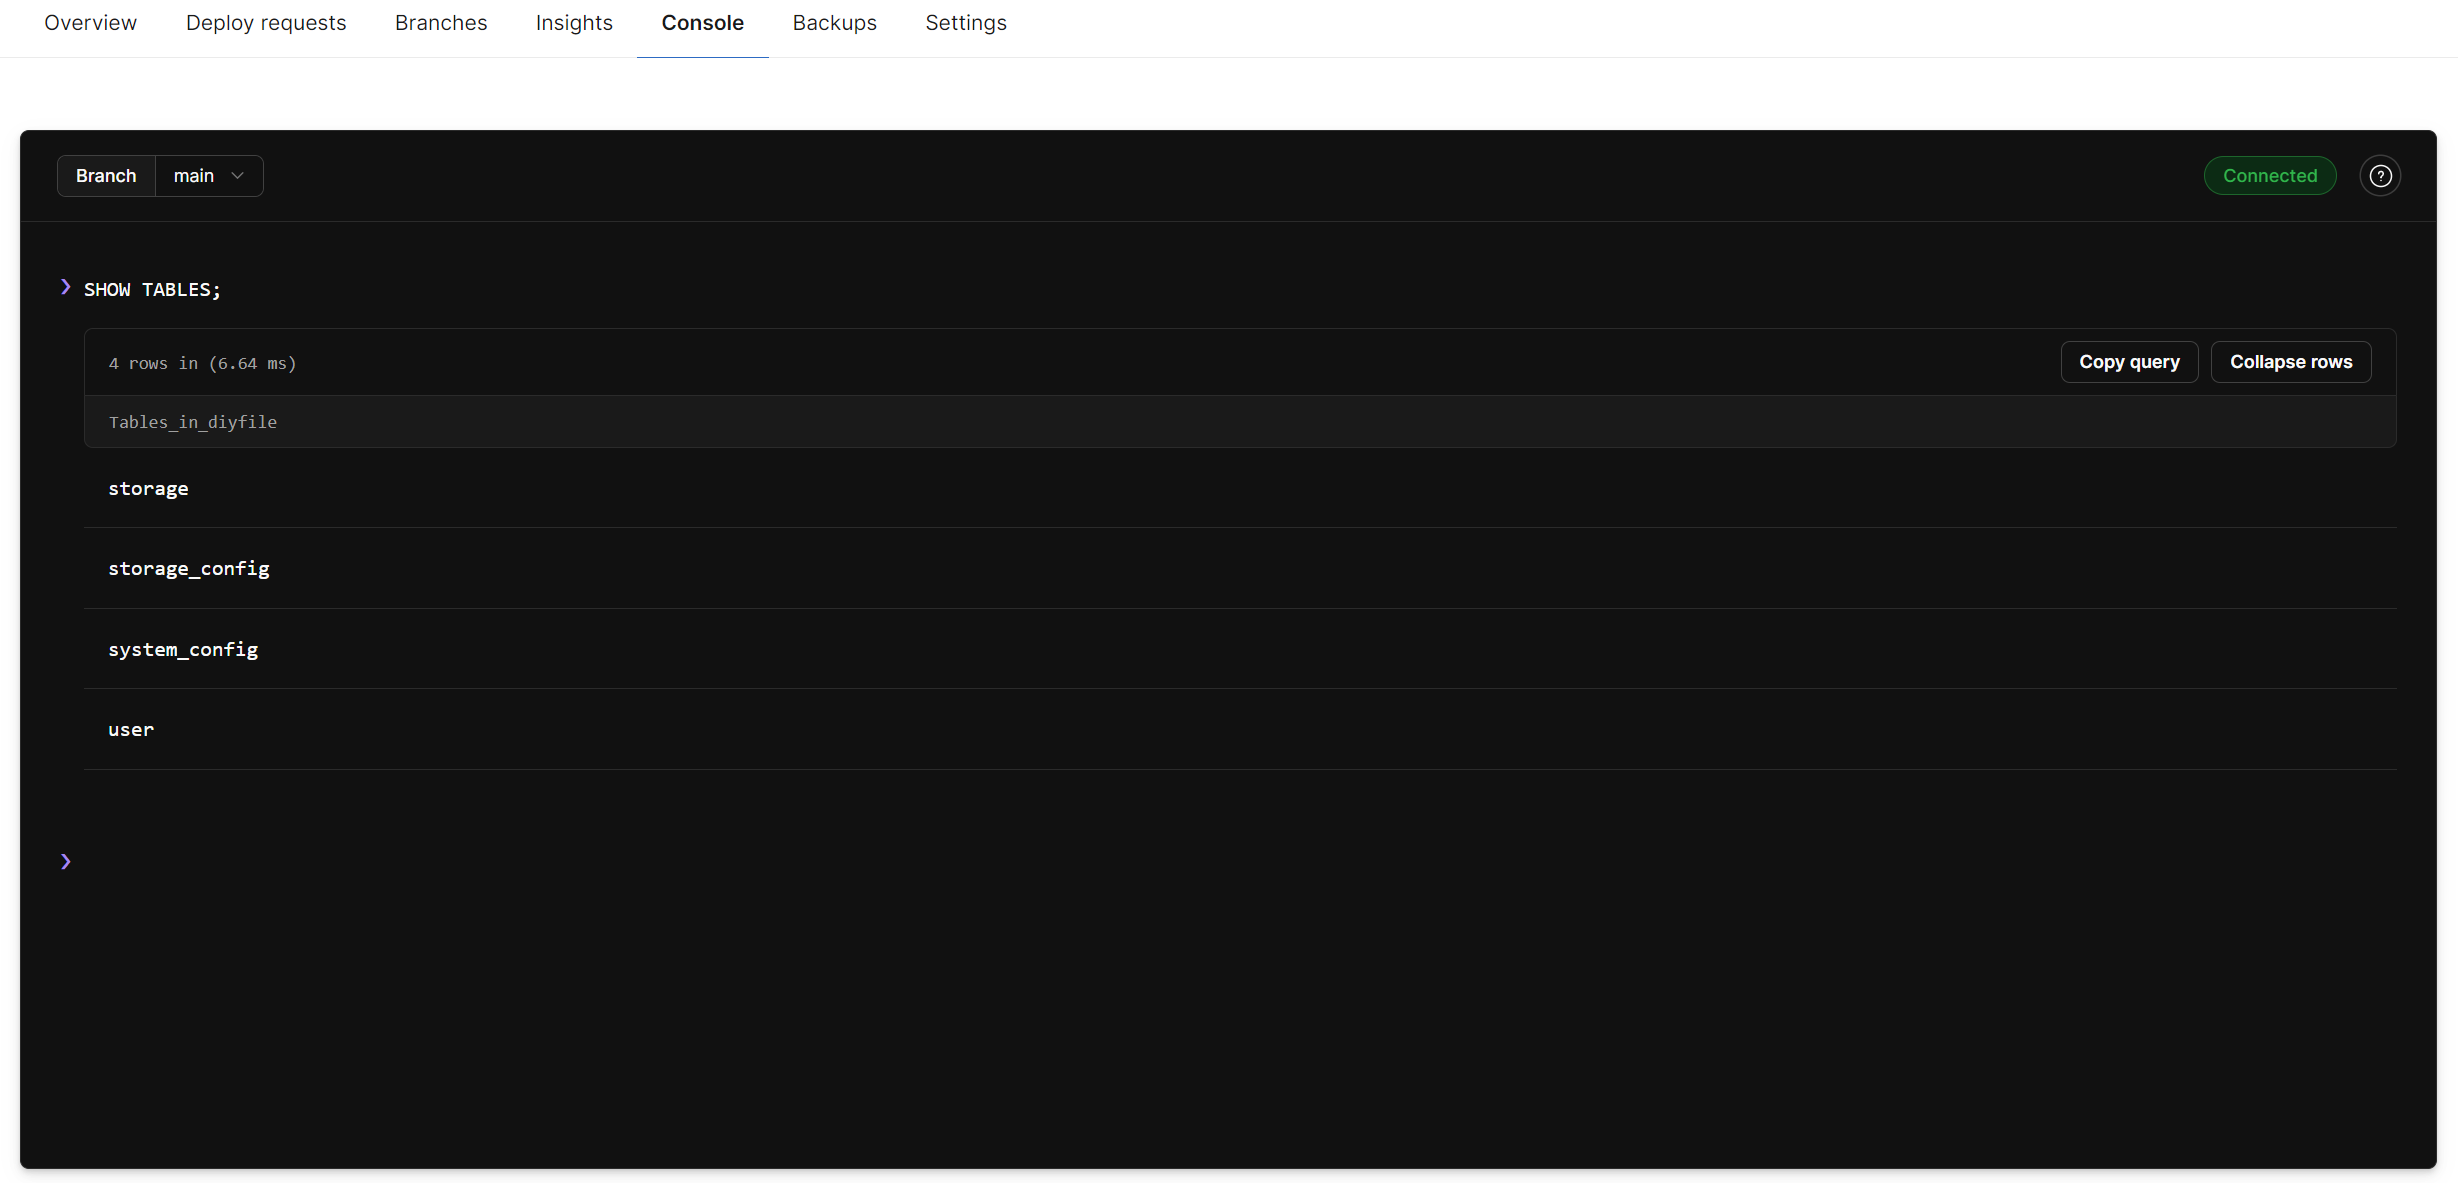 Overview Deploy requests Branches Insights Console Backups Settings
Branch main Connected ?
❯ SHOW TABLES;
4 rows in (6.64 ms) Copy query Collapse rows
Tables_in_diyfile
storage
storage_config
system_config
user
❯